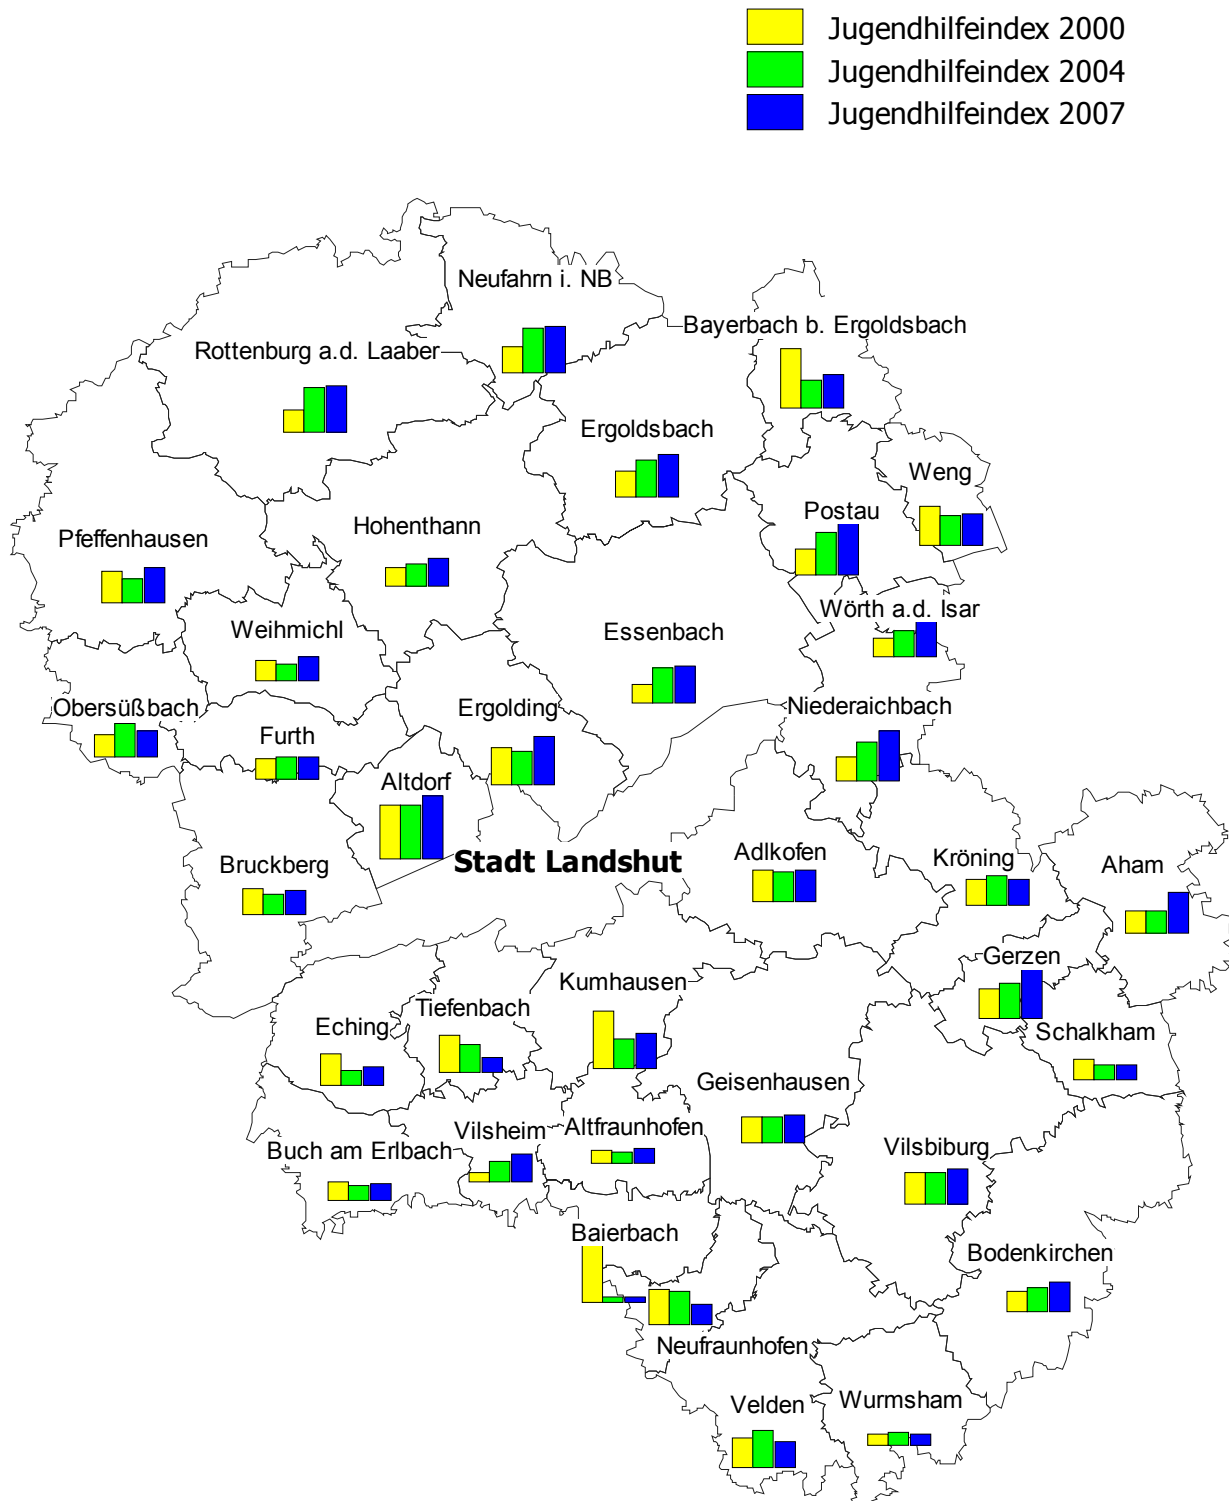 Jugendhilfeindex 2000
Jugendhilfeindex 2004
Jugendhilfeindex 2007
Neufahrn i. NB
Bayerbach b. Ergoldsbach
Rottenburg a.d. Laaber
Ergoldsbach
Weng
Postau
Hohenthann
Pfeffenhausen
Wörth a.d. Isar
Weihmichl
Essenbach
Obersüßbach
Ergolding
Niederaichbach
Furth
Altdorf
Stadt Landshut
Adlkofen
Kröning
Aham
Bruckberg
Gerzen
Kumhausen
Tiefenbach
Eching
Schalkham
Geisenhausen
Vilsheim
Altfraunhofen
Buch am Erlbach
Vilsbiburg
Baierbach
Bodenkirchen
Neufraunhofen
Velden
Wurmsham